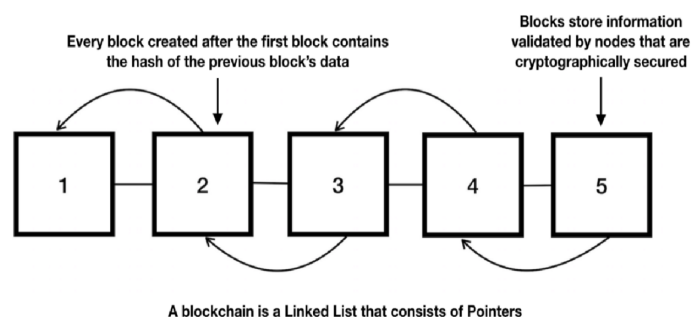 Every block created after the first block contains
the hash of the previous block's data
Blocks store information
validated by nodes that are
cryptographically secured
1
2
3
4
5
A blockchain is a Linked List that consists of Pointers